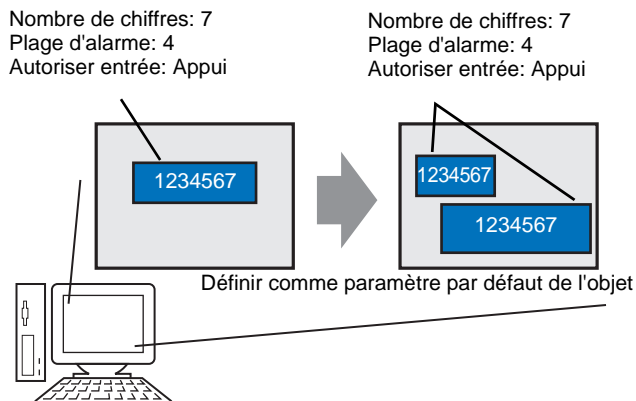 Nombre de chiffres: 7
Plage d'alarme: 4
Autoriser entrée: Appui
Nombre de chiffres: 7
Plage d'alarme: 4
Autoriser entrée: Appui
1234567
1234567
1234567
Définir comme paramètre par défaut de l'objet